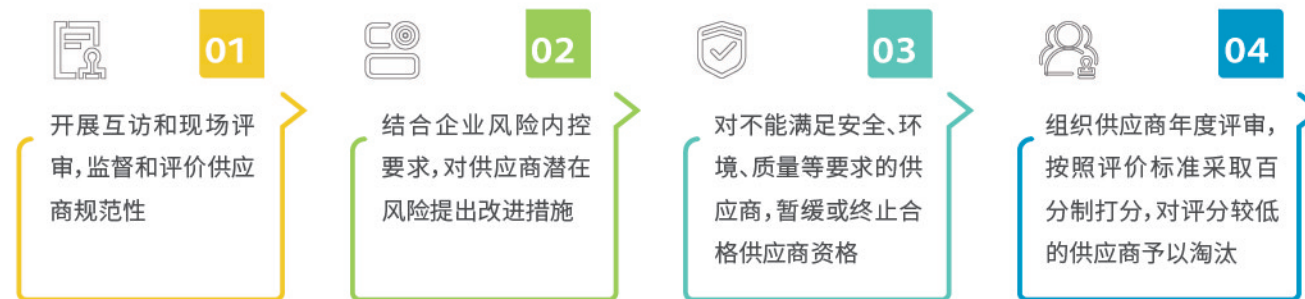 01
开展互访和现场评
审,监督和评价供应
商规范性
02
结合企业风险内控
要求,对供应商潜在
风险提出改进措施
03
对不能满足安全、环
境、质量等要求的供
应商,暂缓或终止合
格供应商资格
04
组织供应商年度评审,
按照评价标准采取百
分制打分,对评分较低
的供应商予以淘汰